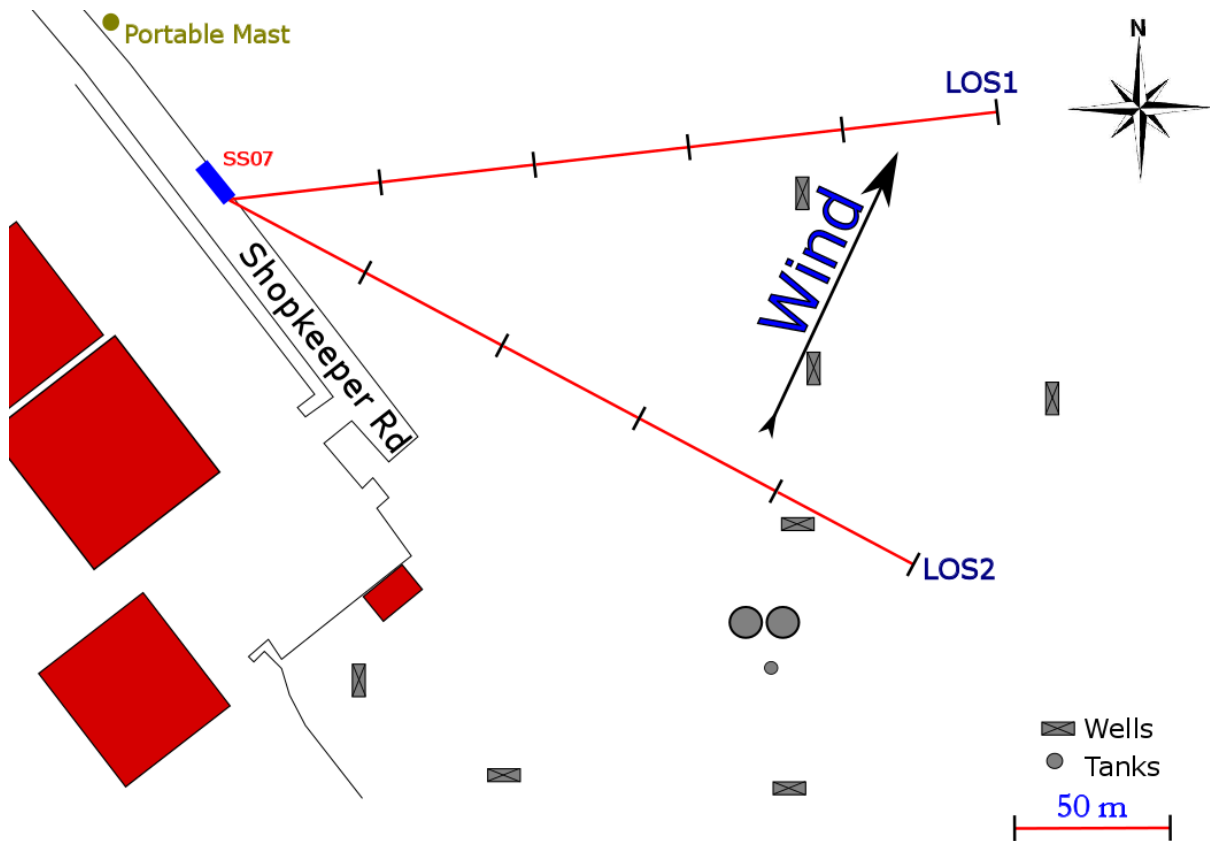 Portable Mast
N
LOS1
SS07
Wind
Shopkeeper Rd
LOS2
Wells
Tanks
50 m